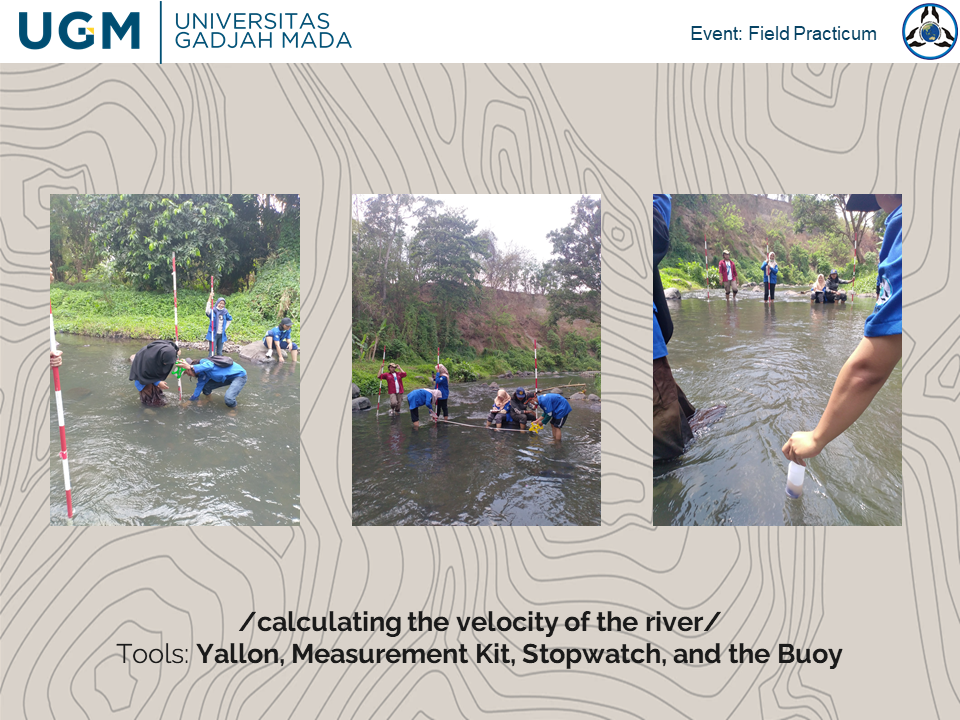 UGM
UNIVERSITAS
GADJAH MADA
Event: Field Practicum
/calculating the velocity of the river/
Tools: Yallon, Measurement Kit, Stopwatch, and the Buoy